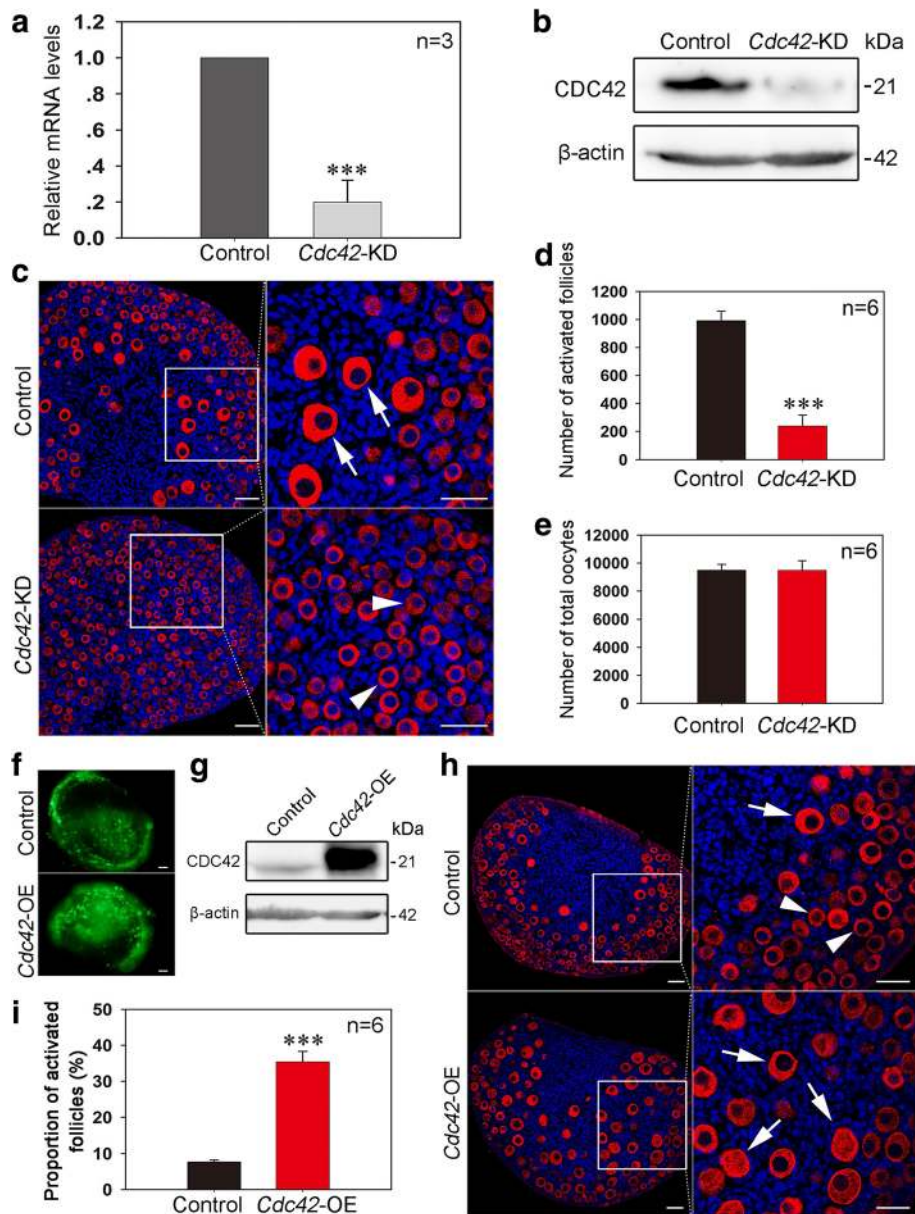 a
Relative mRNA levels
1.2
1.0
.8
.6
.4
.2
0.0
n=3
***
Control
Cdc42-KD
b
Control Cdc42-KD kDa
CDC42
-21
β-actin
-42
c
Control
Cdc42-KD
d
Number of activated follicles
1200
1000
800
600
400
200
0
n=6
***
Control
Cdc42-KD
e
Number of total oocytes
12000
10000
8000
6000
4000
2000
0
n=6
Control
Cdc42-KD
f
Control
Cdc42-OE
g
Control
Cdc42-OE
kDa
CDC42
-21
β-actin
-42
h
Control
Cdc42-OE
i
Proportion of activated
follicles (%)
50
40
30
20
10
0
n=6
***
Control
Cdc42-OE